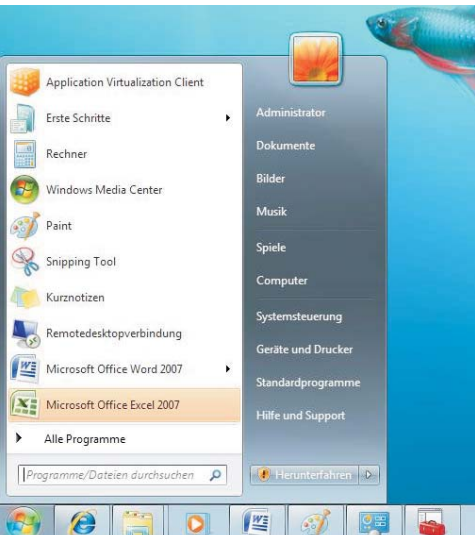 Application Virtualization Client
Erste Schritte
Rechner
Windows Media Center
Paint
Snipping Tool
Kurznotizen
Remotedesktopverbindung
Microsoft Office Word 2007
Microsoft Office Excel 2007
Alle Programme
Programme/Dateien durchsuchen
Administrator
Dokumente
Bilder
Musik
Spiele
Computer
Systemsteuerung
Geräte und Drucker
Standardprogramme
Hilfe und Support
Herunterfahren